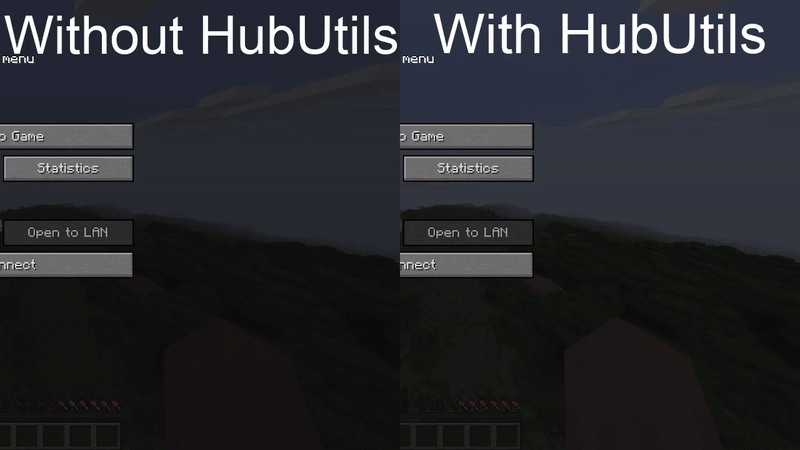 Without HubUtils
menu
o Game
Statistics
Open to LAN
nnect
With HubUtils
menu
o Game
Statistics
Open to LAN
nnect